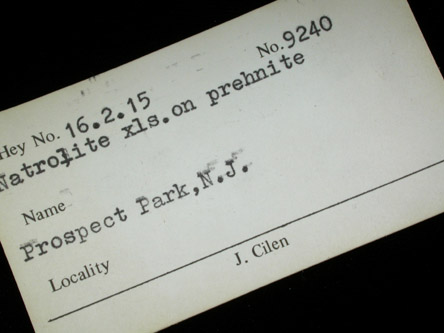 Hey No. 16.2.15 No. 9240
Natrolite xls.on prehnite
Name
Prospect Park,N.J.
Locality
J. Cilen